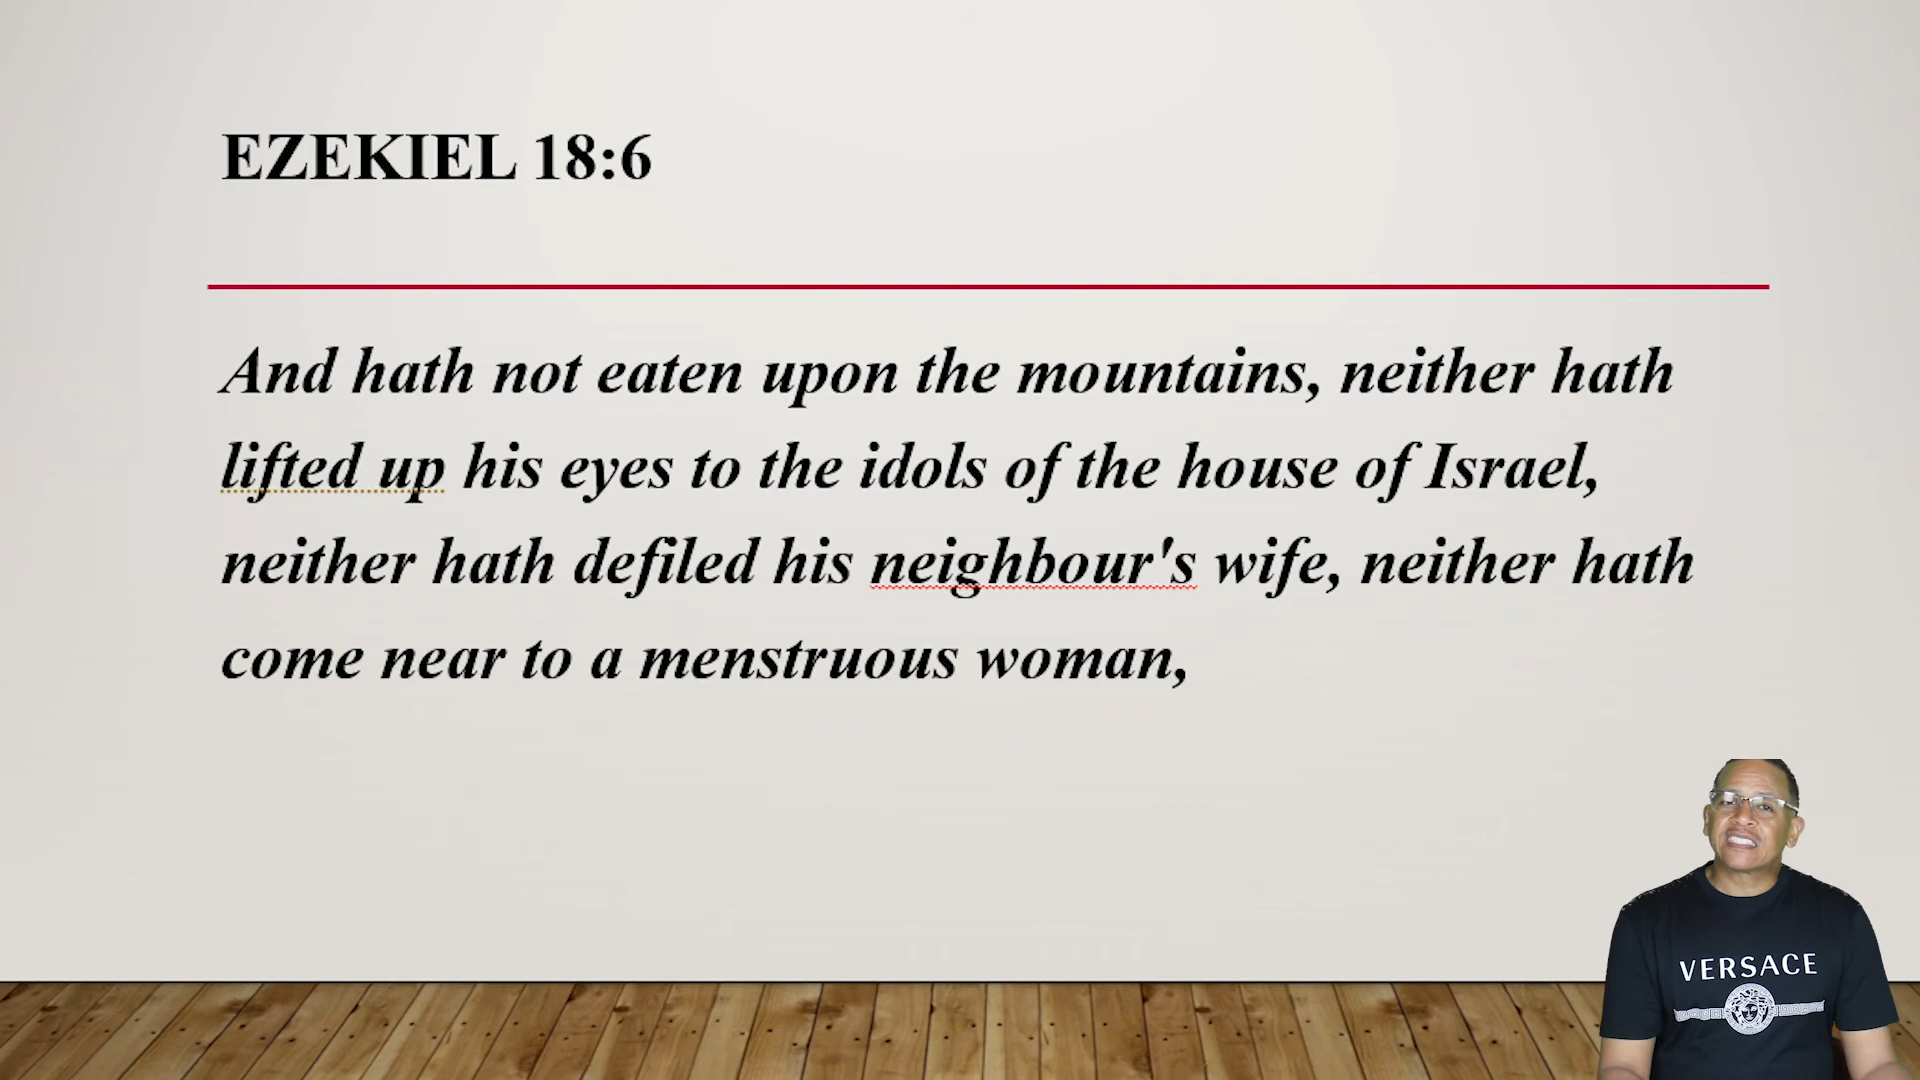 EZEKIEL 18:6
And hath not eaten upon the mountains, neither hath
lifted up his eyes to the idols of the house of Israel,
neither hath defiled his neighbour's wife, neither hath
come near to a menstruous woman,
VERSACE